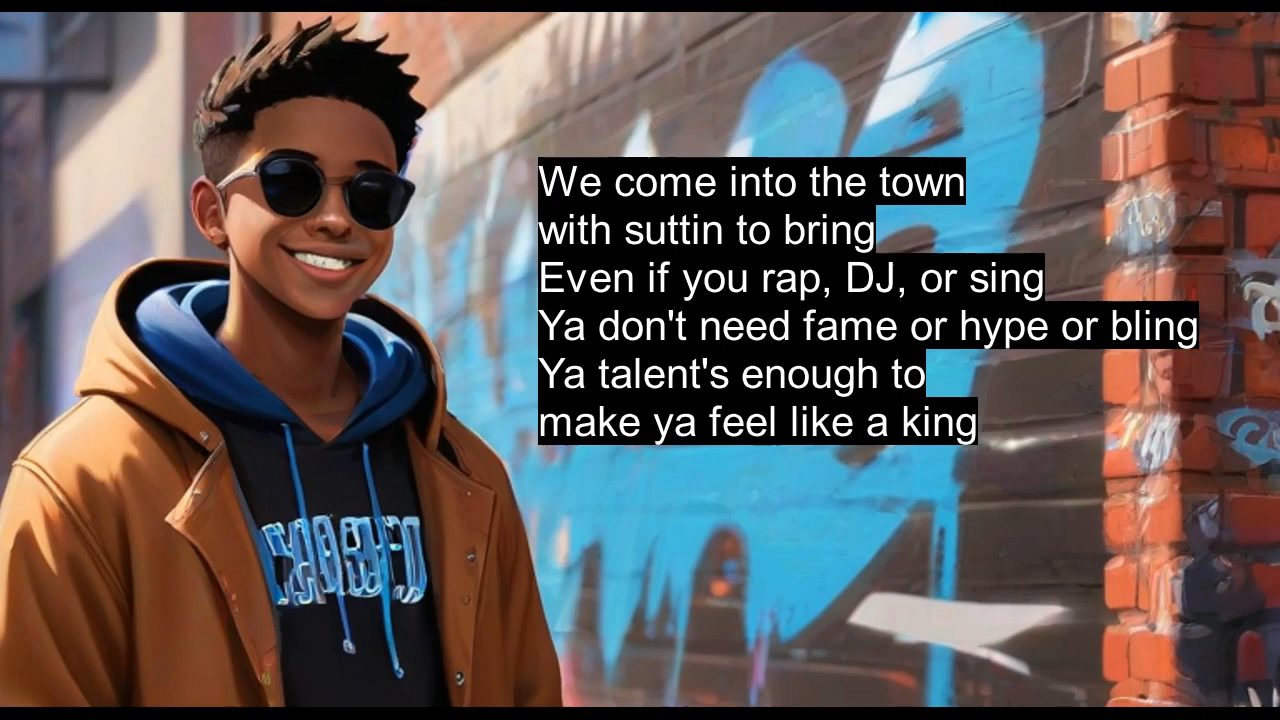 We come into the town
with suttin to bring
Even if you rap, DJ, or sing
Ya don't need fame or hype or bling
Ya talent's enough to
make ya feel like a king